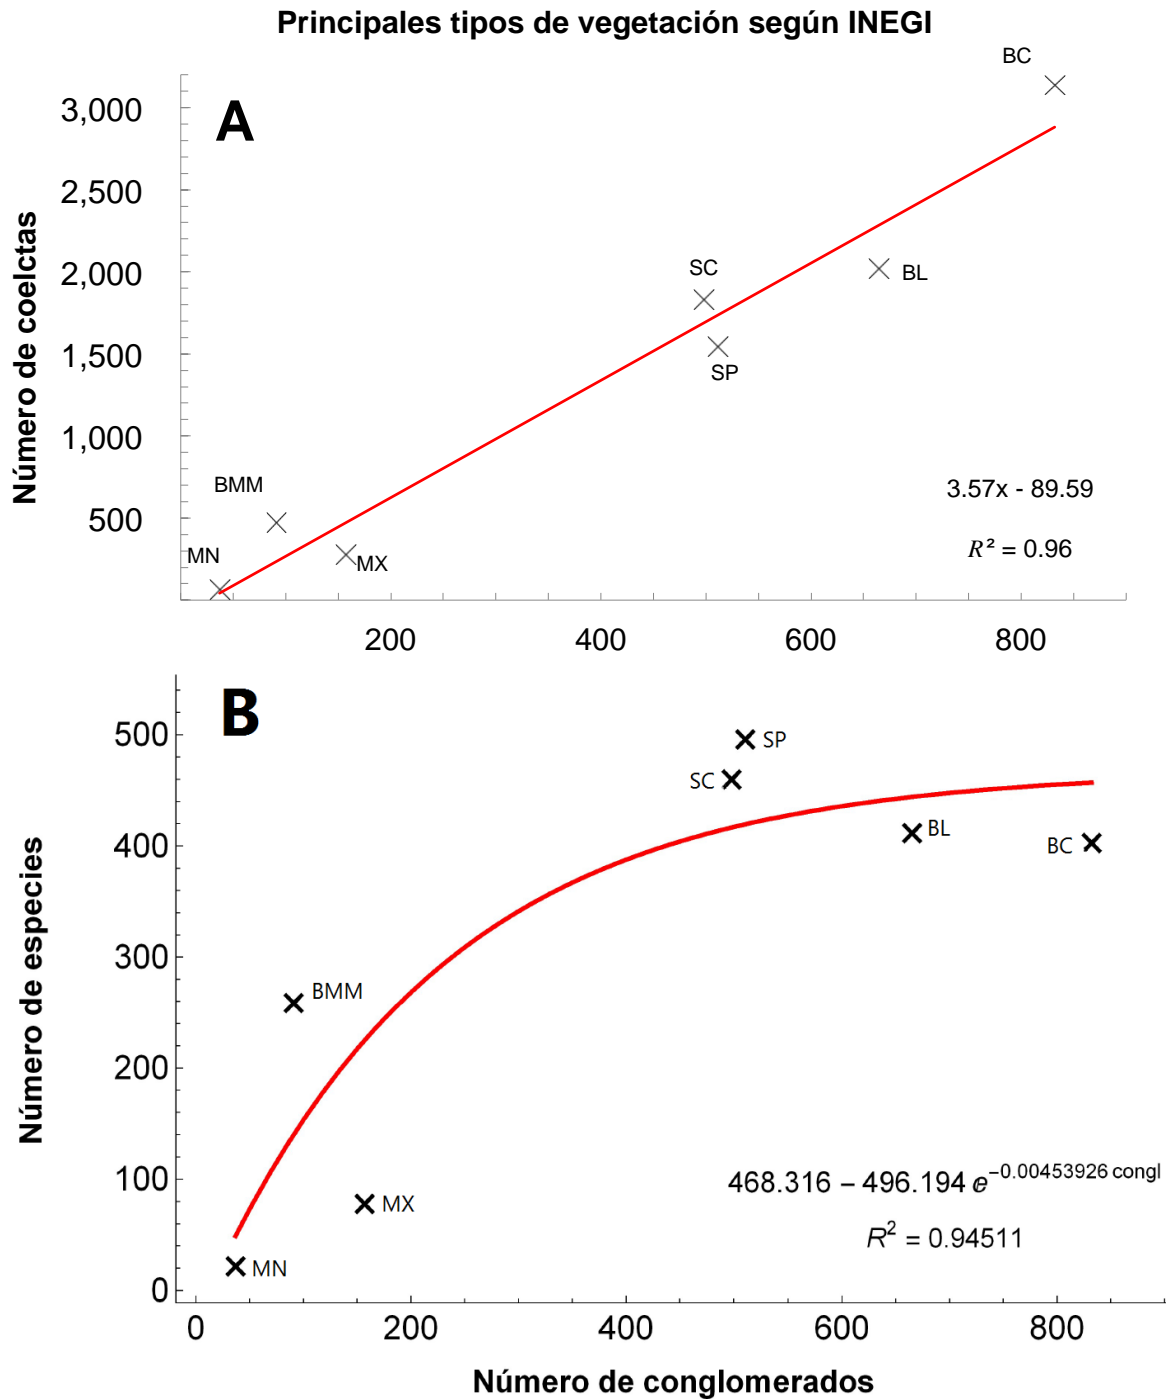 Principales tipos de vegetación según INEGI
A
BC
3,000
2,500
2,000
1,500
1,000
500
Número de coelctas
SC
BL
SP
BMM
MN
MX
3.57x - 89.59
R² = 0.96
200 400 600 800
B
500
400
300
200
100
0
Número de especies
SP
SC
BL
BC
BMM
MX
MN
468.316 – 496.194 e^–0.00453926 congl
R² = 0.94511
0 200 400 600 800
Número de conglomerados